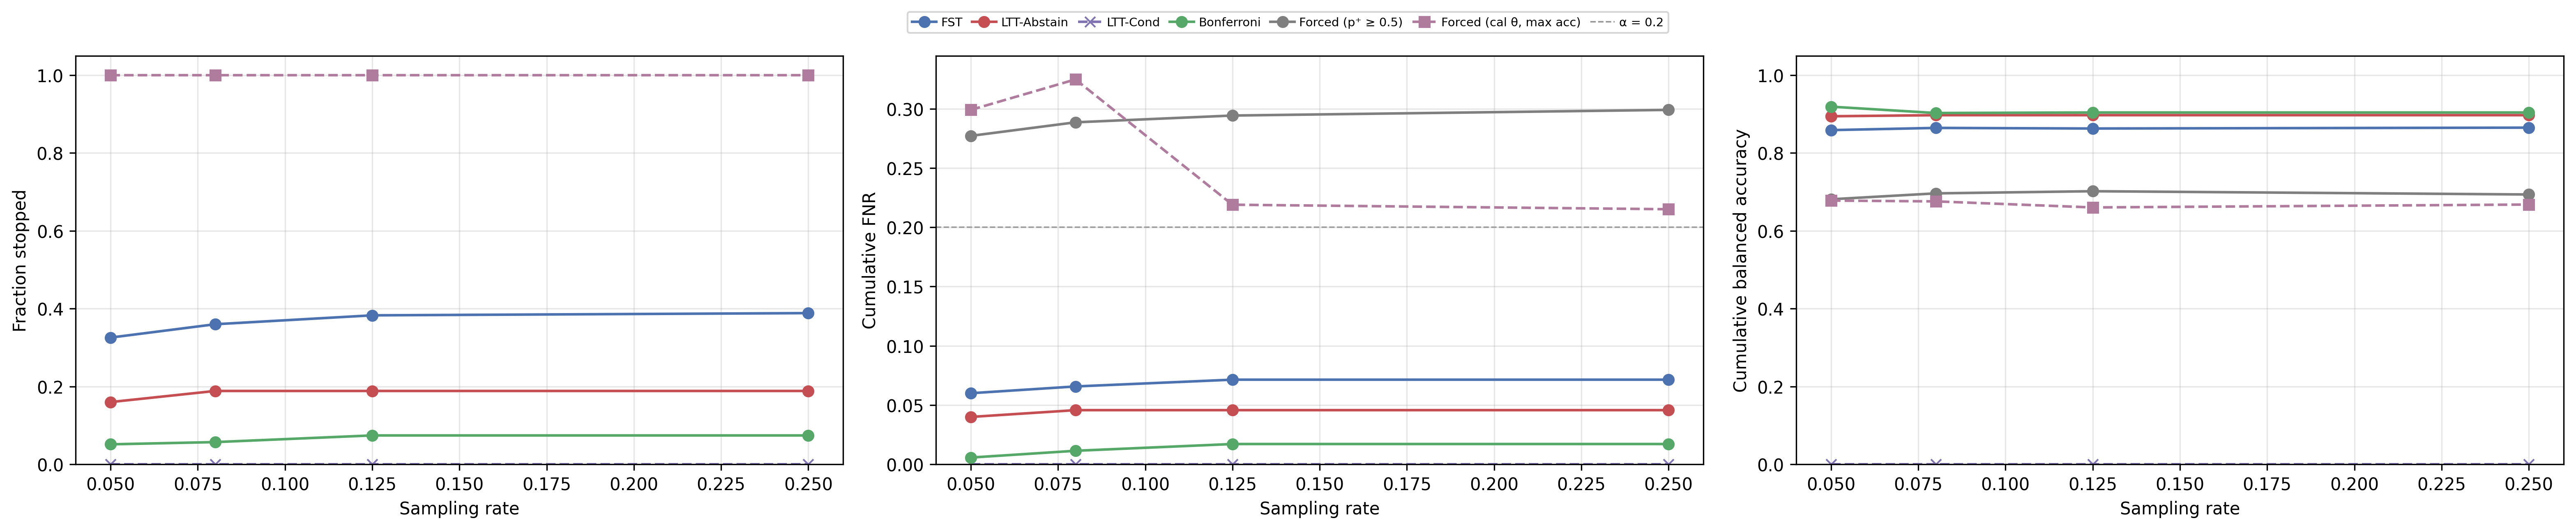 FST LTT-Abstain LTT-Cond Bonferroni Forced (p⁺ ≥ 0.5) Forced (cal θ, max acc) α = 0.2
Fraction stopped
1.0
0.8
0.6
0.4
0.2
0.0
0.050 0.075 0.100 0.125 0.150 0.175 0.200 0.225 0.250
Sampling rate
Cumulative FNR
0.30
0.25
0.20
0.15
0.10
0.05
0.00
0.050 0.075 0.100 0.125 0.150 0.175 0.200 0.225 0.250
Sampling rate
Cumulative balanced accuracy
1.0
0.8
0.6
0.4
0.2
0.0
0.050 0.075 0.100 0.125 0.150 0.175 0.200 0.225 0.250
Sampling rate